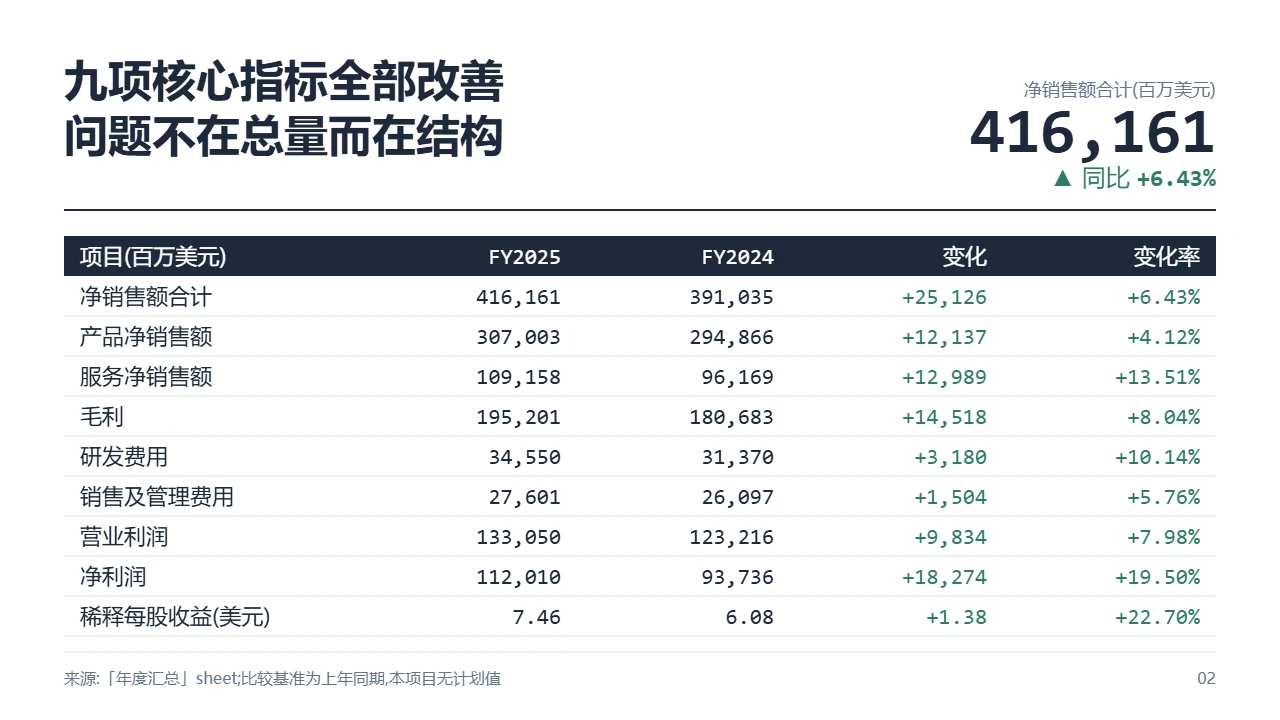 九项核心指标全部改善
问题不在总量而在结构
净销售额合计(百万美元)
416,161
▲ 同比 +6.43%
项目(百万美元) FY2025 FY2024 变化 变化率
净销售额合计 416,161 391,035 +25,126 +6.43%
产品净销售额 307,003 294,866 +12,137 +4.12%
服务净销售额 109,158 96,169 +12,989 +13.51%
毛利 195,201 180,683 +14,518 +8.04%
研发费用 34,550 31,370 +3,180 +10.14%
销售及管理费用 27,601 26,097 +1,504 +5.76%
营业利润 133,050 123,216 +9,834 +7.98%
净利润 112,010 93,736 +18,274 +19.50%
稀释每股收益(美元) 7.46 6.08 +1.38 +22.70%
来源:「年度汇总」sheet;比较基准为上年同期,本项目无计划值
02